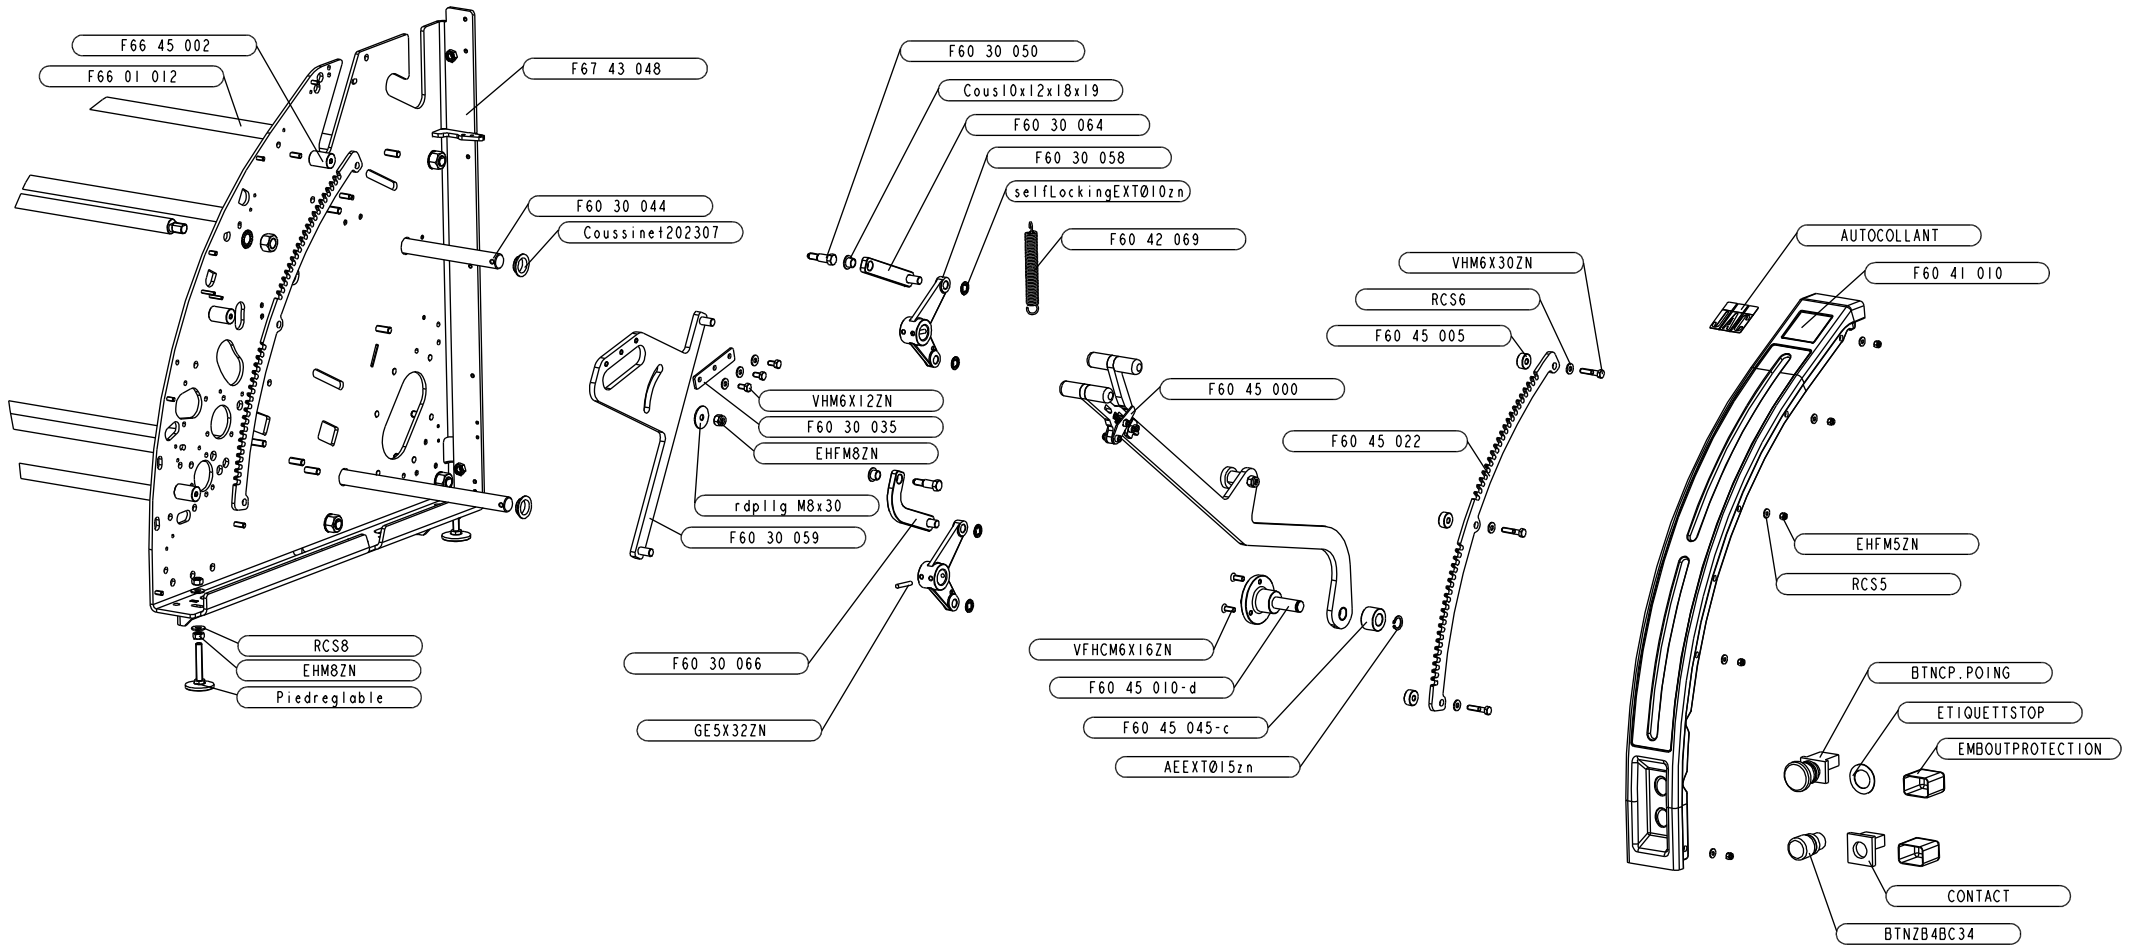 F66 45 002
F66 01 012
F67 43 048
F60 30 044
Coussinet202307
RCS8
EHM8ZN
Piedreglable
F60 30 050
Cous10x12x18x19
F60 30 064
F60 30 058
selfLockingEXTØ10zn
F60 42 069
VHM6X12ZN
F60 30 035
EHFM8ZN
rdpllg M8x30
F60 30 059
F60 30 066
GE5X32ZN
F60 45 000
VHM6X30ZN
RCS6
F60 45 005
F60 45 022
VFHCM6X16ZN
F60 45 010-d
F60 45 045-c
AEEXTØ15zn
AUTOCOLLANT
F60 41 010
EHFM5ZN
RCS5
BTNCP.POING
ETIQUETTSTOP
EMBOUTPROTECTION
CONTACT
BTNZB4BC34